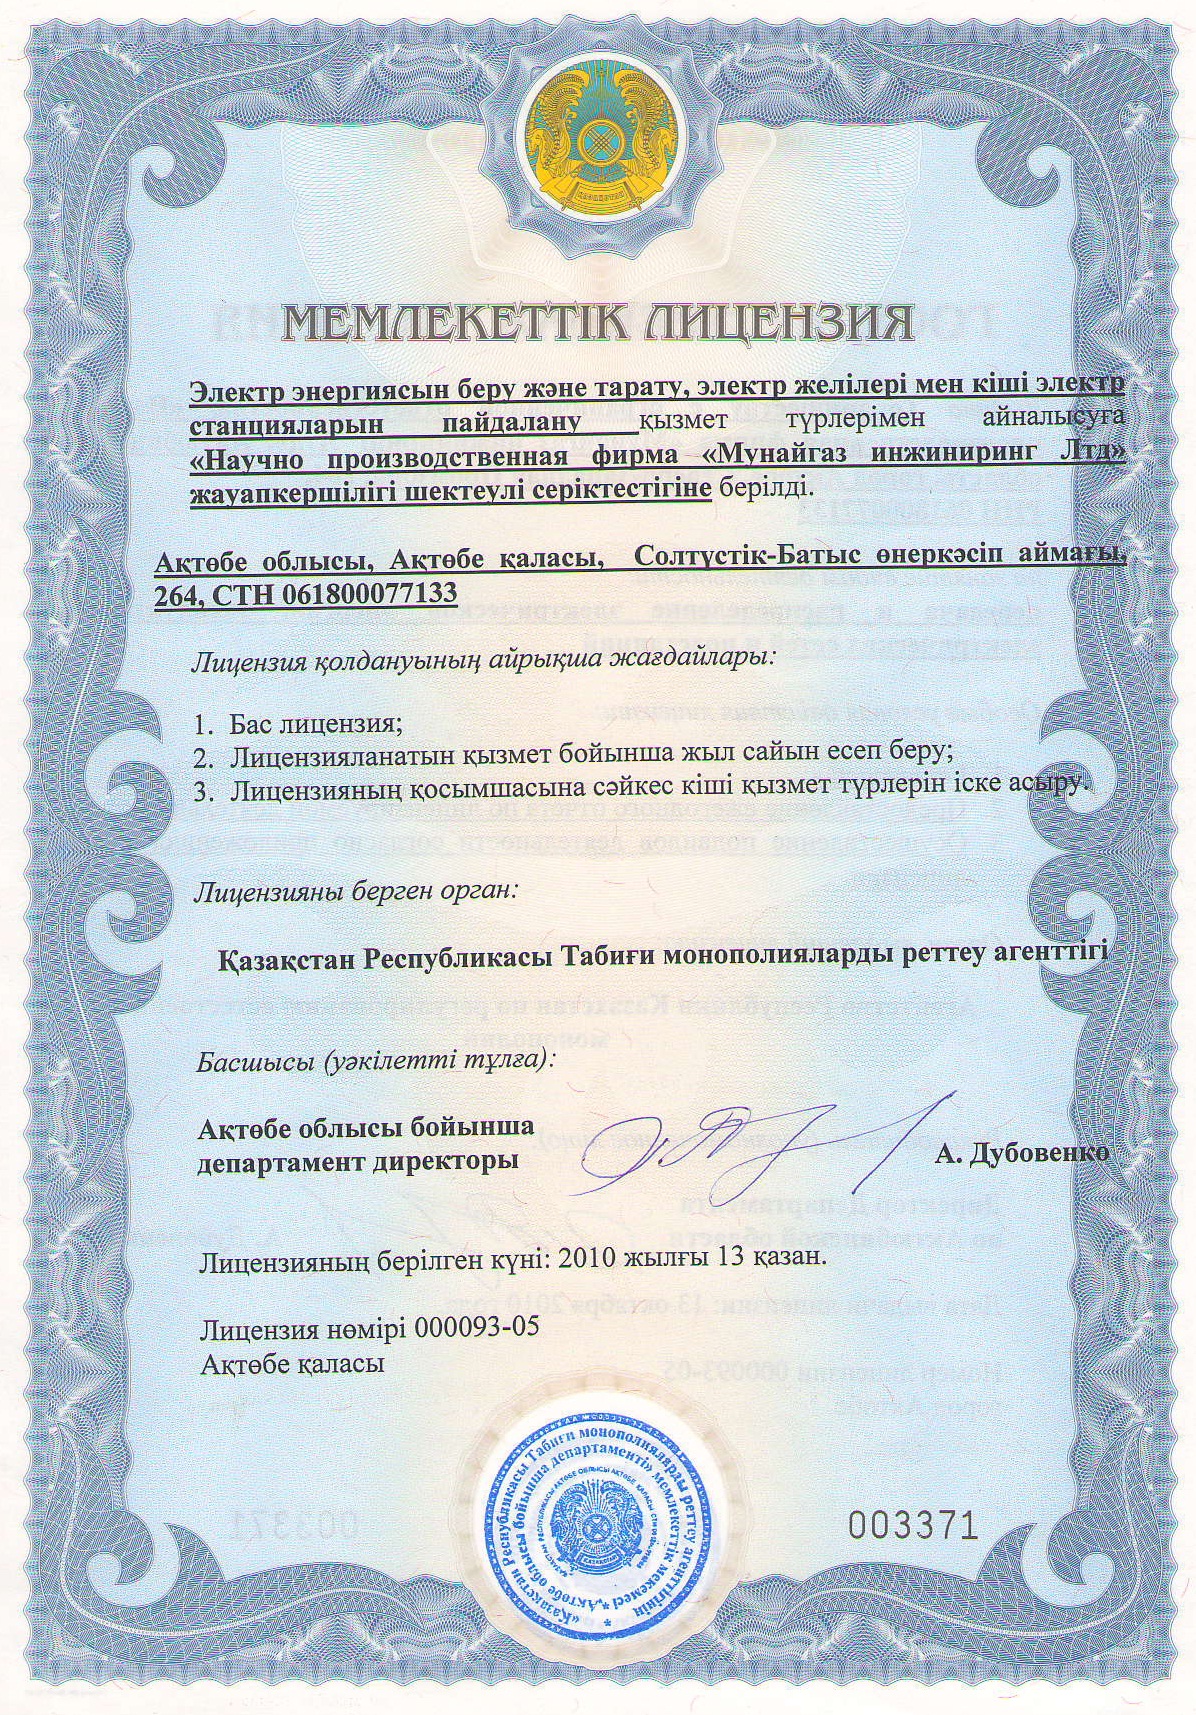 МЕМЛЕКЕТТІК ЛИЦЕНЗИЯ
Электр энергиясын беру және тарату, электр желілері мен кіші электр
станцияларын пайдалану қызмет түрлерімен айналысуға
«Научно производственная фирма «Мунайгаз инжиниринг Лтд»
жауапкершілігі шектеулі серіктестігіне берілді.
Ақтөбе облысы, Ақтөбе қаласы, Солтүстік-Батыс өнеркәсіп аймағы,
264, СТН 061800077133
Лицензия қолдануының айрықша жағдайлары:
1. Бас лицензия;
2. Лицензияланатын қызмет бойынша жыл сайын есеп беру;
3. Лицензияның қосымшасына сәйкес кіші қызмет түрлерін іске асыру.
Лицензияны берген орган:
Қазақстан Республикасы Табиғи монополияларды реттеу агенттігі
Басшысы (уәкілетті тұлға):
Ақтөбе облысы бойынша
департамент директоры
А. Дубовенко
Лицензияның берілген күні: 2010 жылғы 13 қазан.
Лицензия нөмірі 000093-05
Ақтөбе қаласы
003371
«Қазақстан Республикасы Табиғи монополияларды реттеу агенттігінің
Ақтөбе облысы бойынша департаменті» мемлекеттік мекемесі